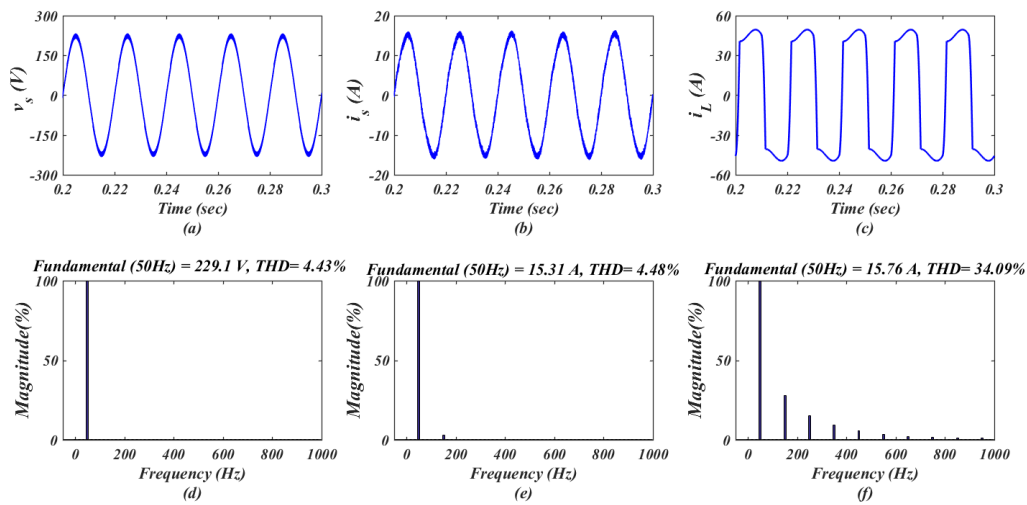 300
150
0
-150
-300
v_s (V)
0.2 0.22 0.24 0.26 0.28 0.3
Time (sec)
(a)
20
10
0
-10
-20
i_s (A)
0.2 0.22 0.24 0.26 0.28 0.3
Time (sec)
(b)
60
30
0
-30
-60
i_L (A)
0.2 0.22 0.24 0.26 0.28 0.3
Time (sec)
(c)
Fundamental (50Hz) = 229.1 V, THD= 4.43%
100
50
0
Magnitude(%)
0 200 400 600 800 1000
Frequency (Hz)
(d)
Fundamental (50Hz) = 15.31 A, THD= 4.48%
100
50
0
Magnitude(%)
0 200 400 600 800 1000
Frequency (Hz)
(e)
Fundamental (50Hz) = 15.76 A, THD= 34.09%
100
50
0
Magnitude(%)
0 200 400 600 800 1000
Frequency (Hz)
(f)